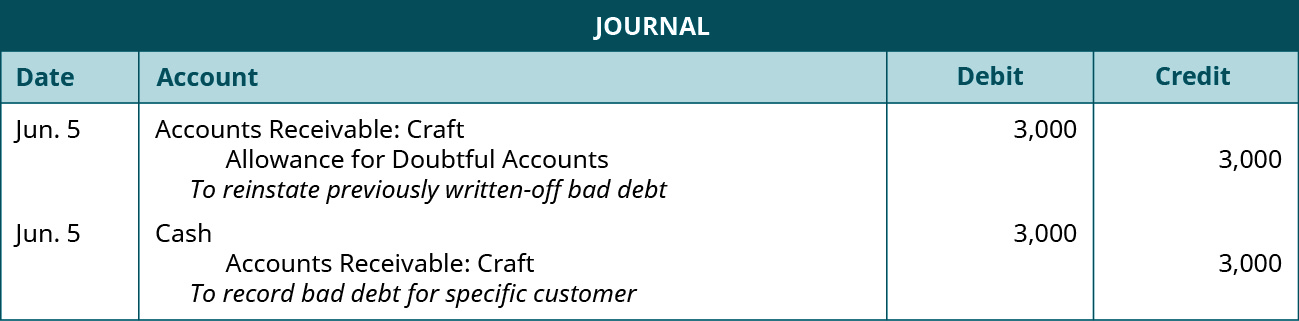 JOURNAL
Date Account Debit Credit
Jun. 5 Accounts Receivable: Craft 3,000
Allowance for Doubtful Accounts 3,000
To reinstate previously written-off bad debt
Jun. 5 Cash 3,000
Accounts Receivable: Craft 3,000
To record bad debt for specific customer